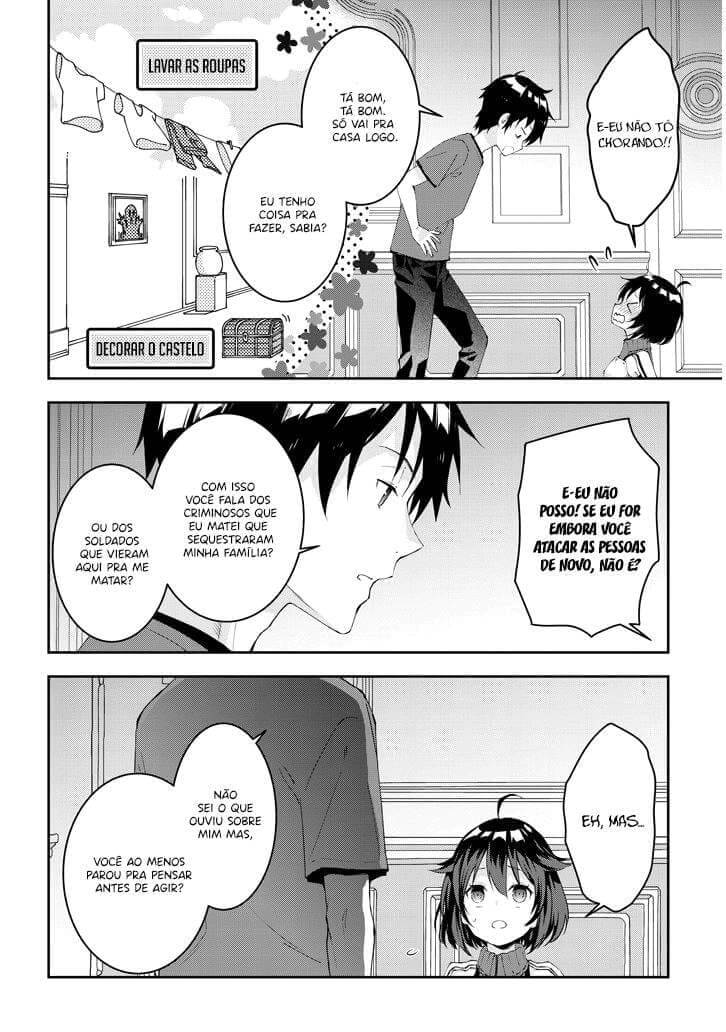 E-EU NÃO TÔ
CHORANDO!!
TÁ BOM,
TÁ BOM.
SÓ VAI PRA
CASA LOGO.
EU TENHO
COISA PRA
FAZER, SABIA?
LAVAR AS ROUPAS
DECORAR O CASTELO
E-EU NÃO
POSSO! SE EU FOR
EMBORA VOCÊ
ATACAR AS PESSOAS
DE NOVO, NÃO É?
COM ISSO
VOCÊ FALA DOS
CRIMINOSOS QUE
EU MATEI QUE
SEQUESTRARAM
MINHA FAMÍLIA?
OU DOS
SOLDADOS
QUE VIERAM
AQUI PRA ME
MATAR?
EH, MAS...
NÃO
SEI O QUE
OUVIU SOBRE
MIM MAS,
VOCÊ AO MENOS
PAROU PRA PENSAR
ANTES DE AGIR?